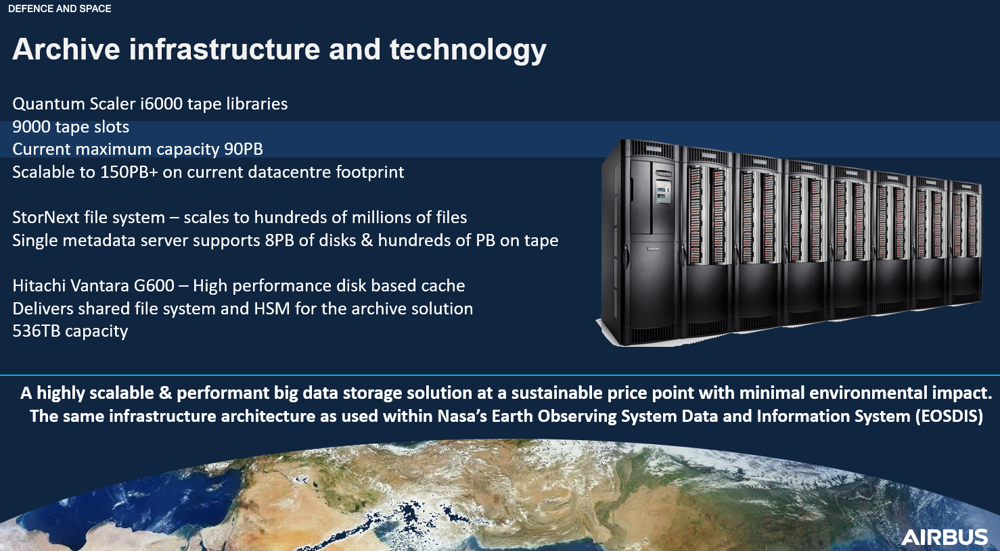 DEFENCE AND SPACE
Archive infrastructure and technology
Quantum Scaler i6000 tape libraries
9000 tape slots
Current maximum capacity 90PB
Scalable to 150PB+ on current datacentre footprint
StorNext file system – scales to hundreds of millions of files
Single metadata server supports 8PB of disks & hundreds of PB on tape
Hitachi Vantara G600 – High performance disk based cache
Delivers shared file system and HSM for the archive solution
536TB capacity
A highly scalable & performant big data storage solution at a sustainable price point with minimal environmental impact.
The same infrastructure architecture as used within Nasa’s Earth Observing System Data and Information System (EOSDIS)
AIRBUS